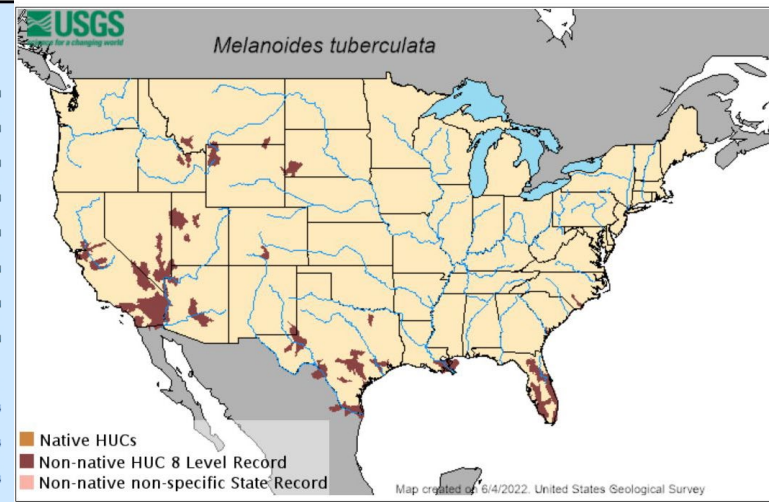 USGS
science for a changing world
Melanoides tuberculata
Native HUCs
Non-native HUC 8 Level Record
Non-native non-specific State Record
Map created on 6/4/2022. United States Geological Survey